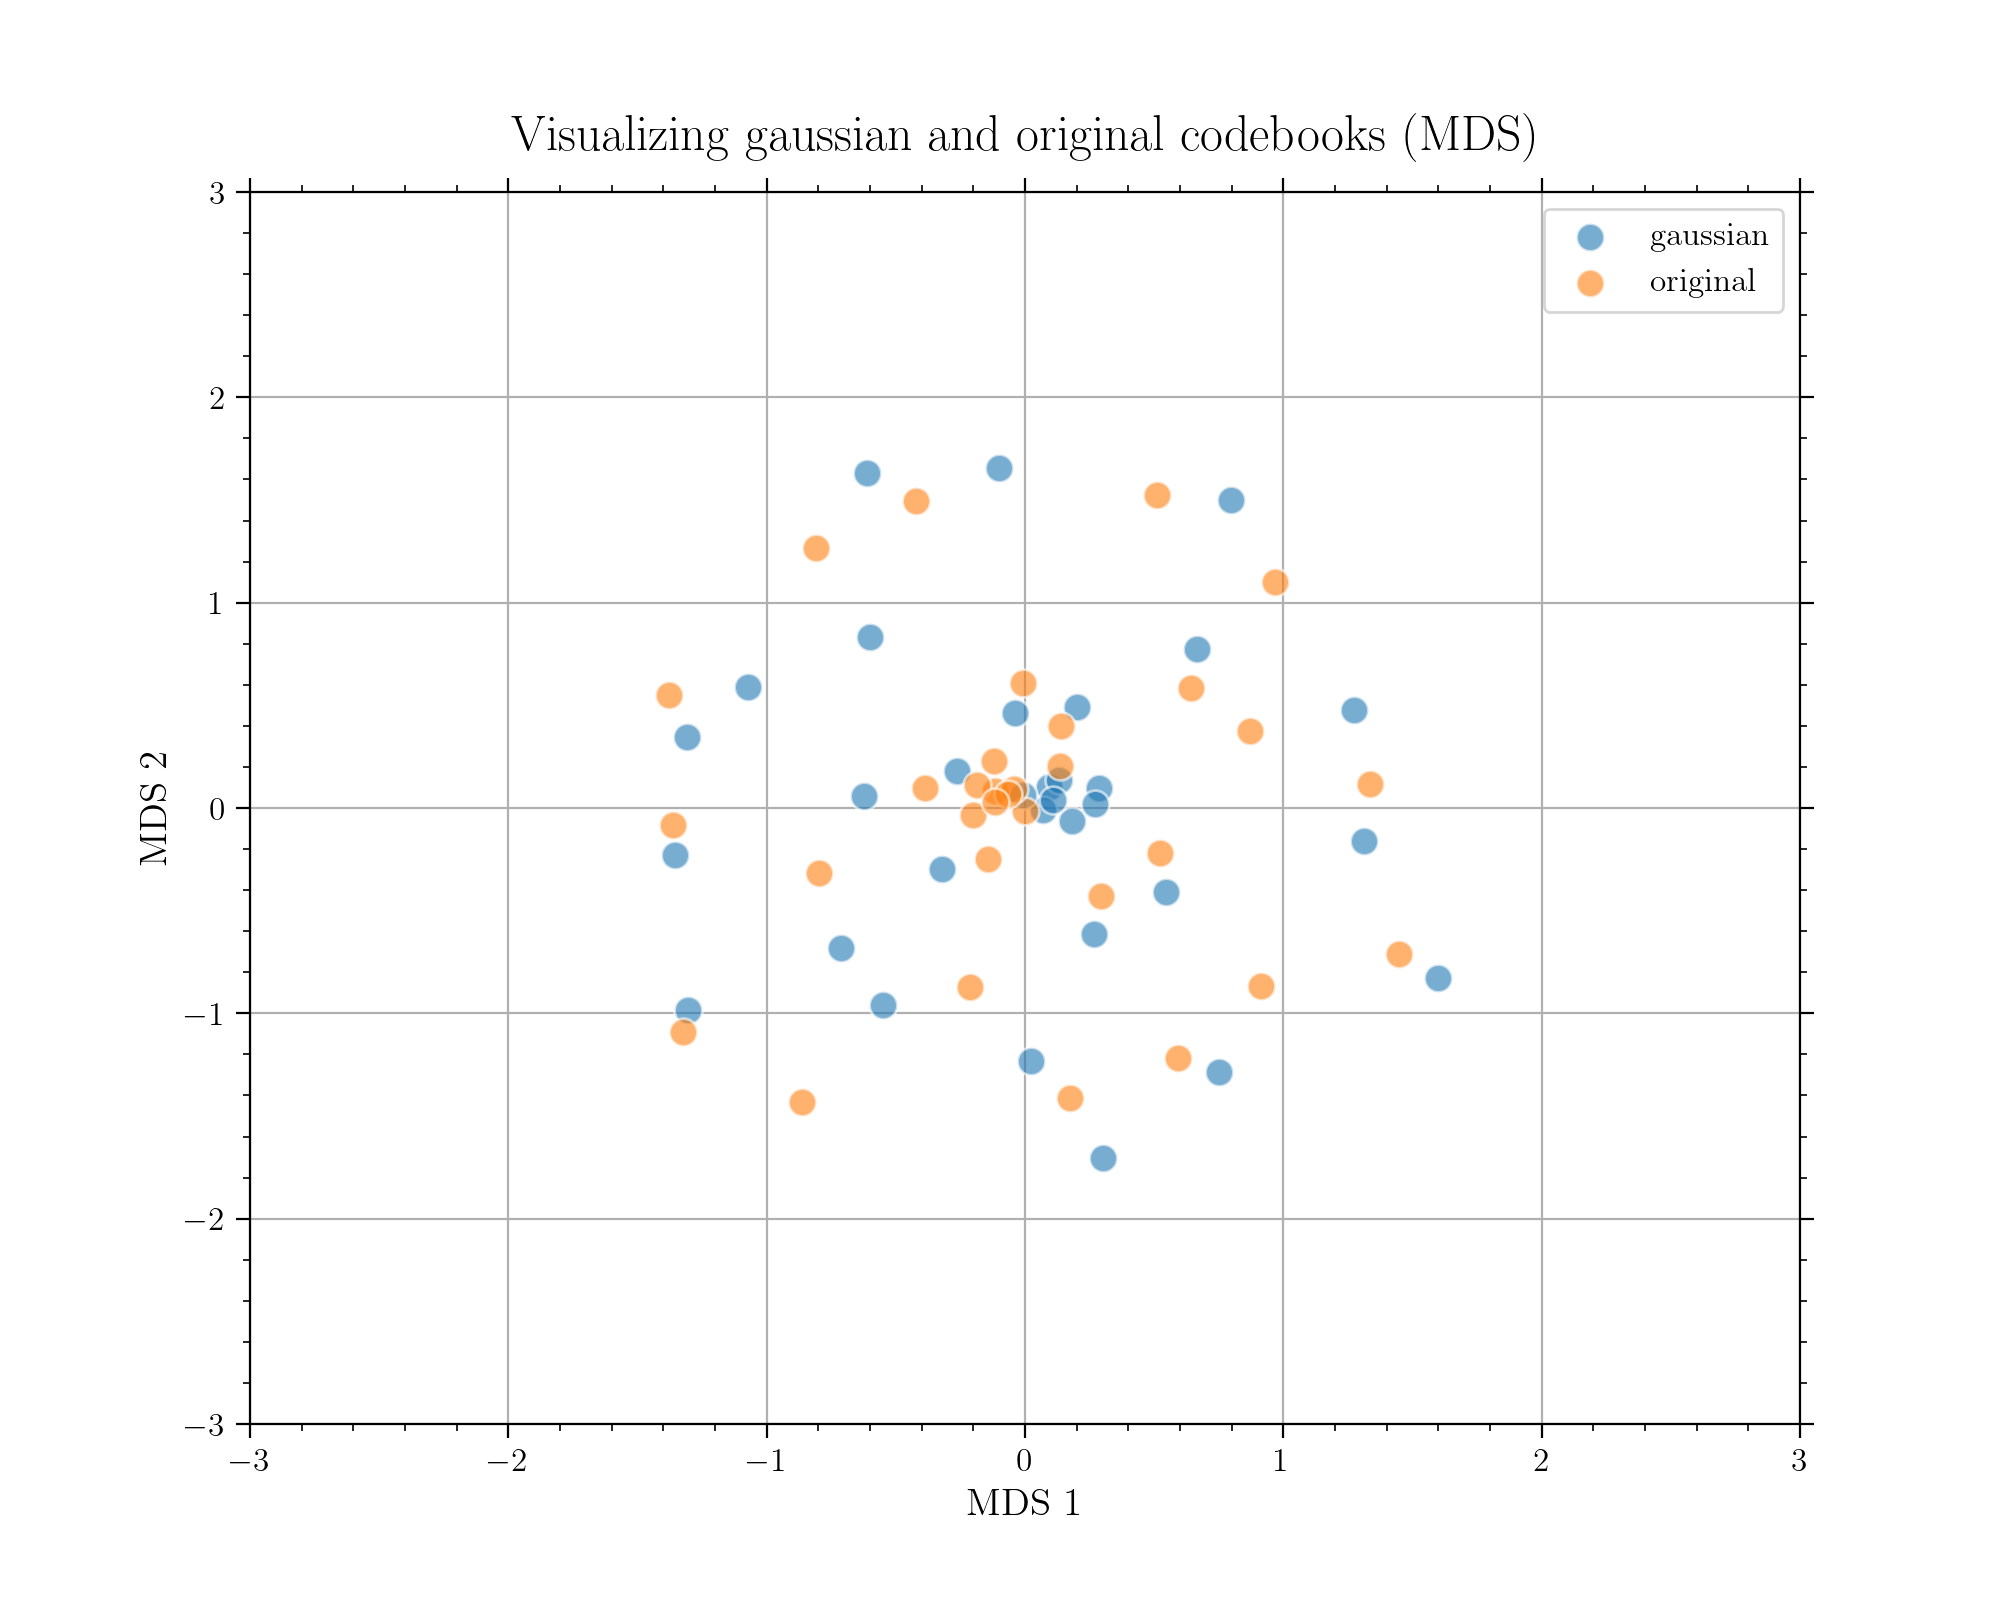 Visualizing gaussian and original codebooks (MDS)
gaussian
original
MDS 2
3
2
1
0
−1
−2
−3
−3
−2
−1
0
1
2
3
MDS 1